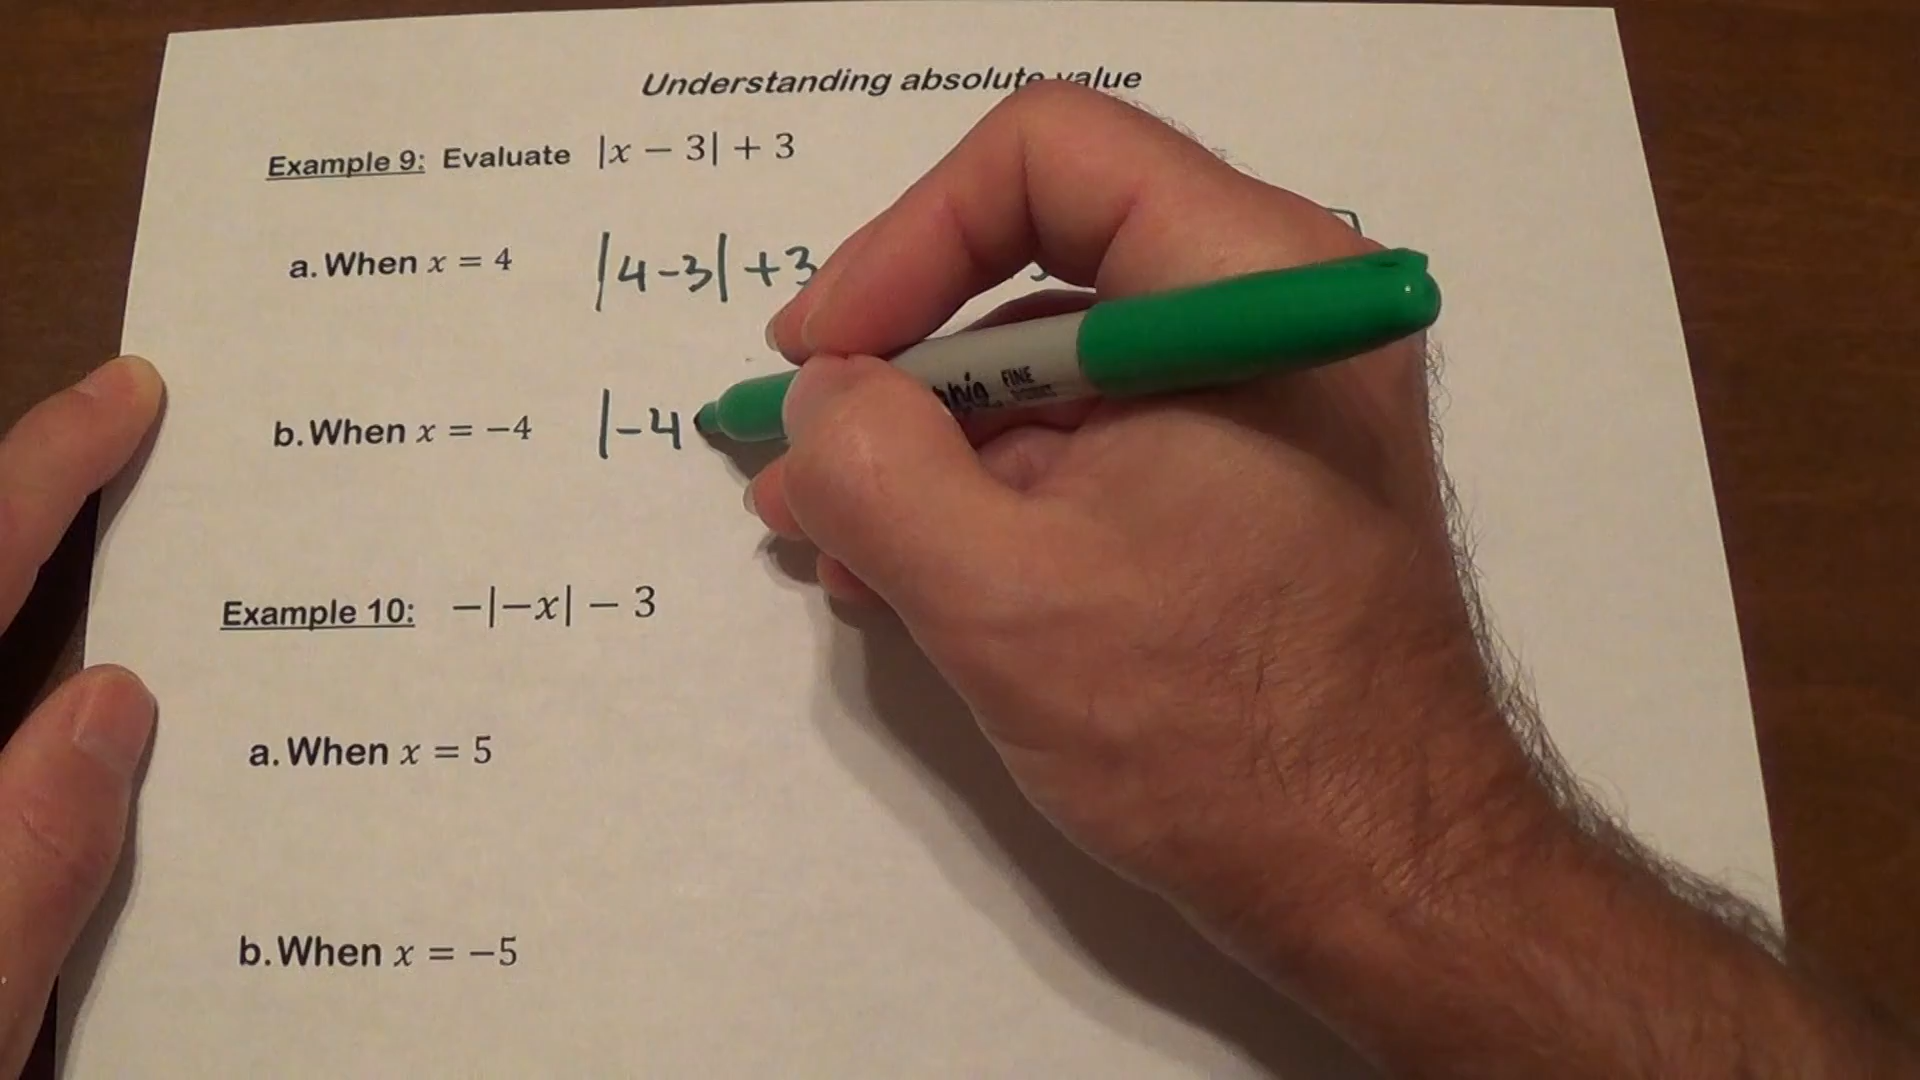 Understanding absolute value
Example 9: Evaluate |x − 3| + 3
a. When x = 4 |4-3| +3
b. When x = −4 |-4
FINE
Example 10: −|−x| − 3
a. When x = 5
b. When x = −5